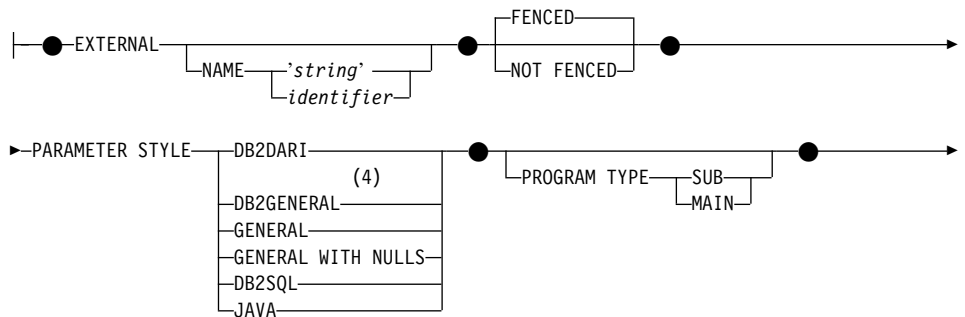 FENCED
EXTERNAL
NAME 'string'
NOT FENCED
identifier
PARAMETER STYLE DB2DARI
(4)
PROGRAM TYPE SUB
DB2GENERAL
MAIN
GENERAL
GENERAL WITH NULLS
DB2SQL
JAVA